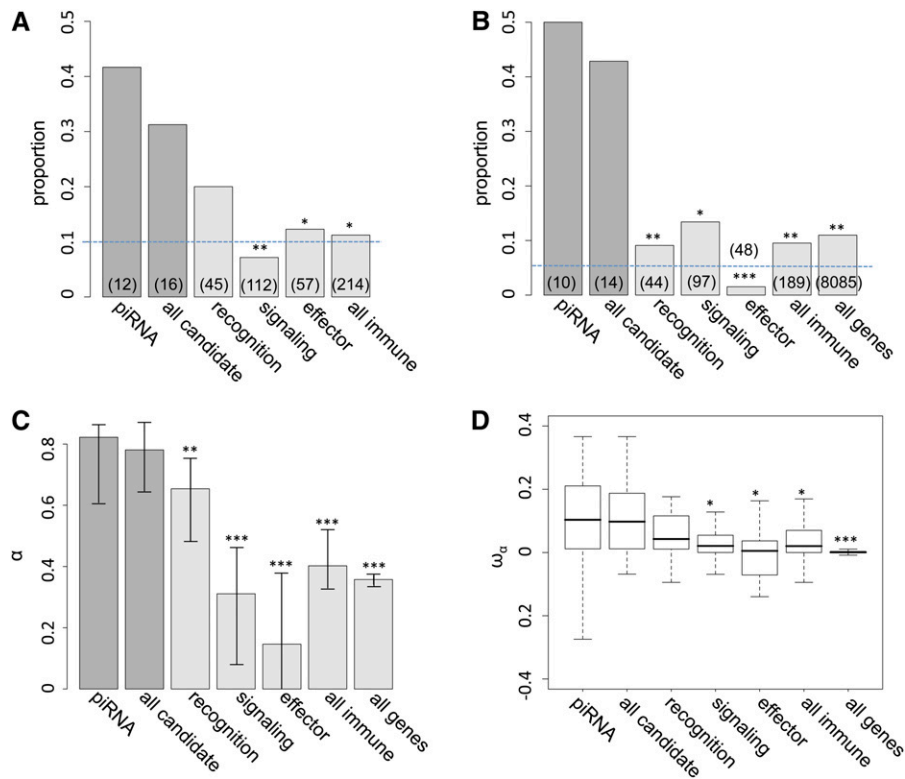 A
proportion
0.5
0.4
0.3
0.2
0.1
0
*
**
*
(12) (16) (45) (112) (57) (214)
piRNA
all candidate
recognition
signaling
effector
all immune
B
proportion
0.5
0.4
0.3
0.2
0.1
0
**
*
(48)
***
**
**
(10) (14) (44) (97) (189) (8085)
piRNA
all candidate
recognition
signaling
effector
all immune
all genes
C
α
0.8
0.6
0.4
0.2
0
**
***
***
***
***
piRNA
all candidate
recognition
signaling
effector
all immune
all genes
D
ωα
0.4
0.2
0
0.2
-0.4
*
*
*
***
piRNA
all candidate
recognition
signaling
effector
all immune
all genes